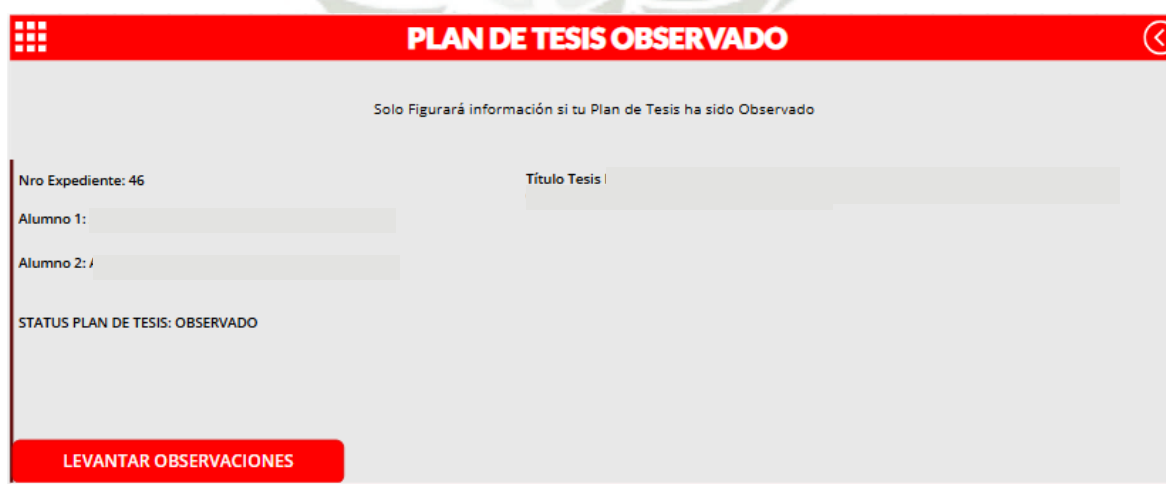 PLAN DE TESIS OBSERVADO
Solo Figurará información si tu Plan de Tesis ha sido Observado
Nro Expediente: 46
Título Tesis
Alumno 1:
Alumno 2:
STATUS PLAN DE TESIS: OBSERVADO
LEVANTAR OBSERVACIONES